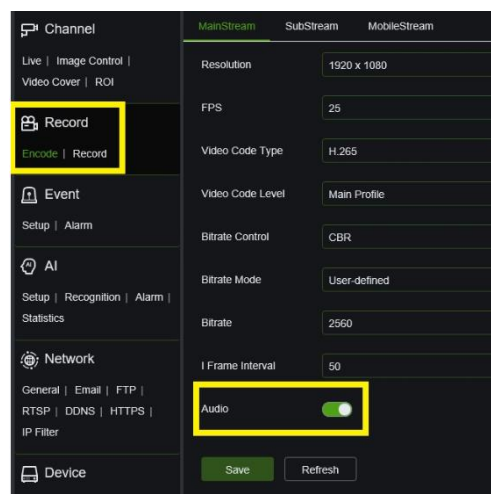 Channel
Live | Image Control |
Video Cover | ROI
Record
Encode | Record
Event
Setup | Alarm
AI
Setup | Recognition | Alarm |
Statistics
Network
General | Email | FTP |
RTSP | DDNS | HTTPS |
IP Filter
Device
MainStream SubStream MobileStream
Resolution 1920 x 1080
FPS 25
Video Code Type H.265
Video Code Level Main Profile
Bitrate Control CBR
Bitrate Mode User-defined
Bitrate 2560
I Frame Interval 50
Audio
Save Refresh